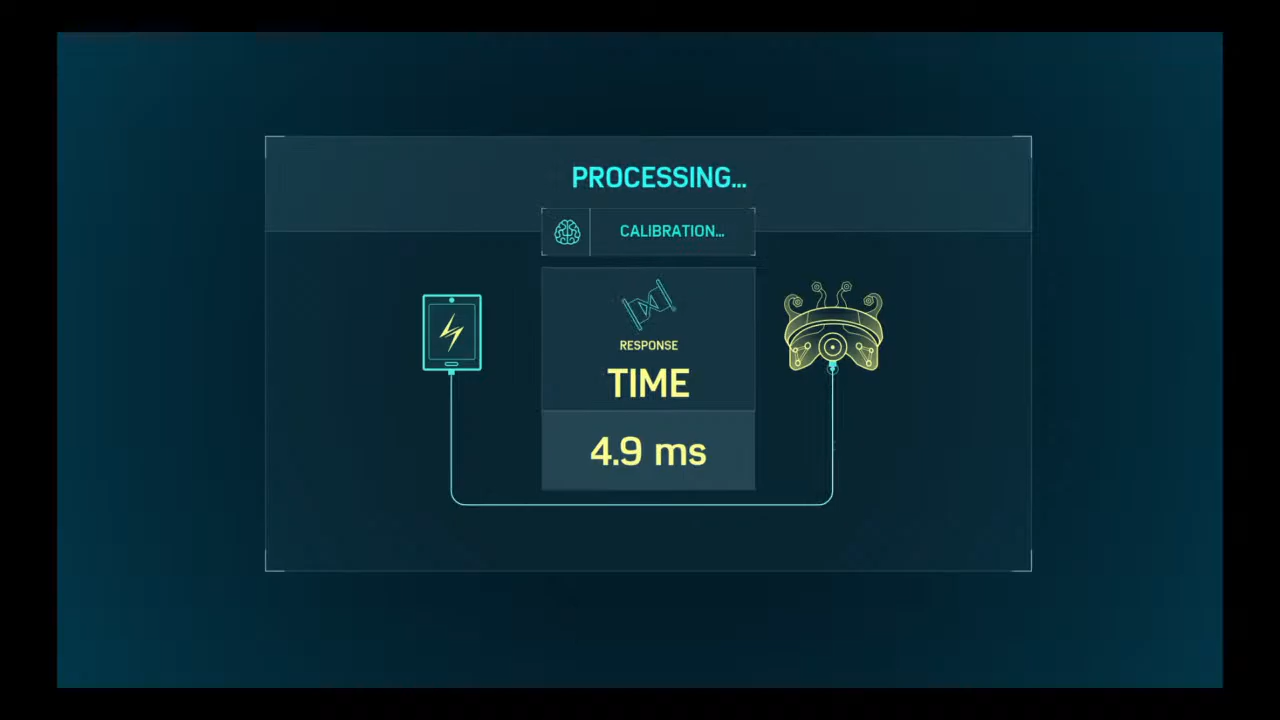 PROCESSING...
CALIBRATION...
RESPONSE
TIME
4.9 ms